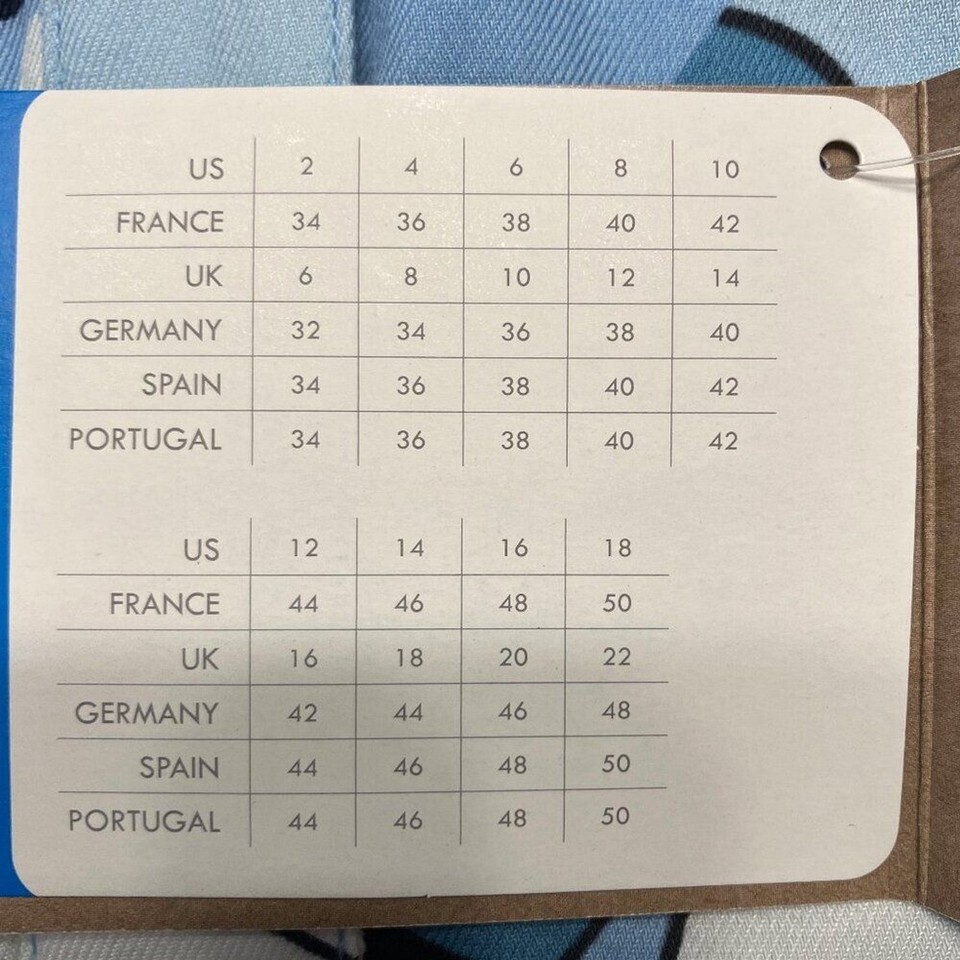 US 2 4 6 8 10
FRANCE 34 36 38 40 42
UK 6 8 10 12 14
GERMANY 32 34 36 38 40
SPAIN 34 36 38 40 42
PORTUGAL 34 36 38 40 42
US 12 14 16 18
FRANCE 44 46 48 50
UK 16 18 20 22
GERMANY 42 44 46 48
SPAIN 44 46 48 50
PORTUGAL 44 46 48 50